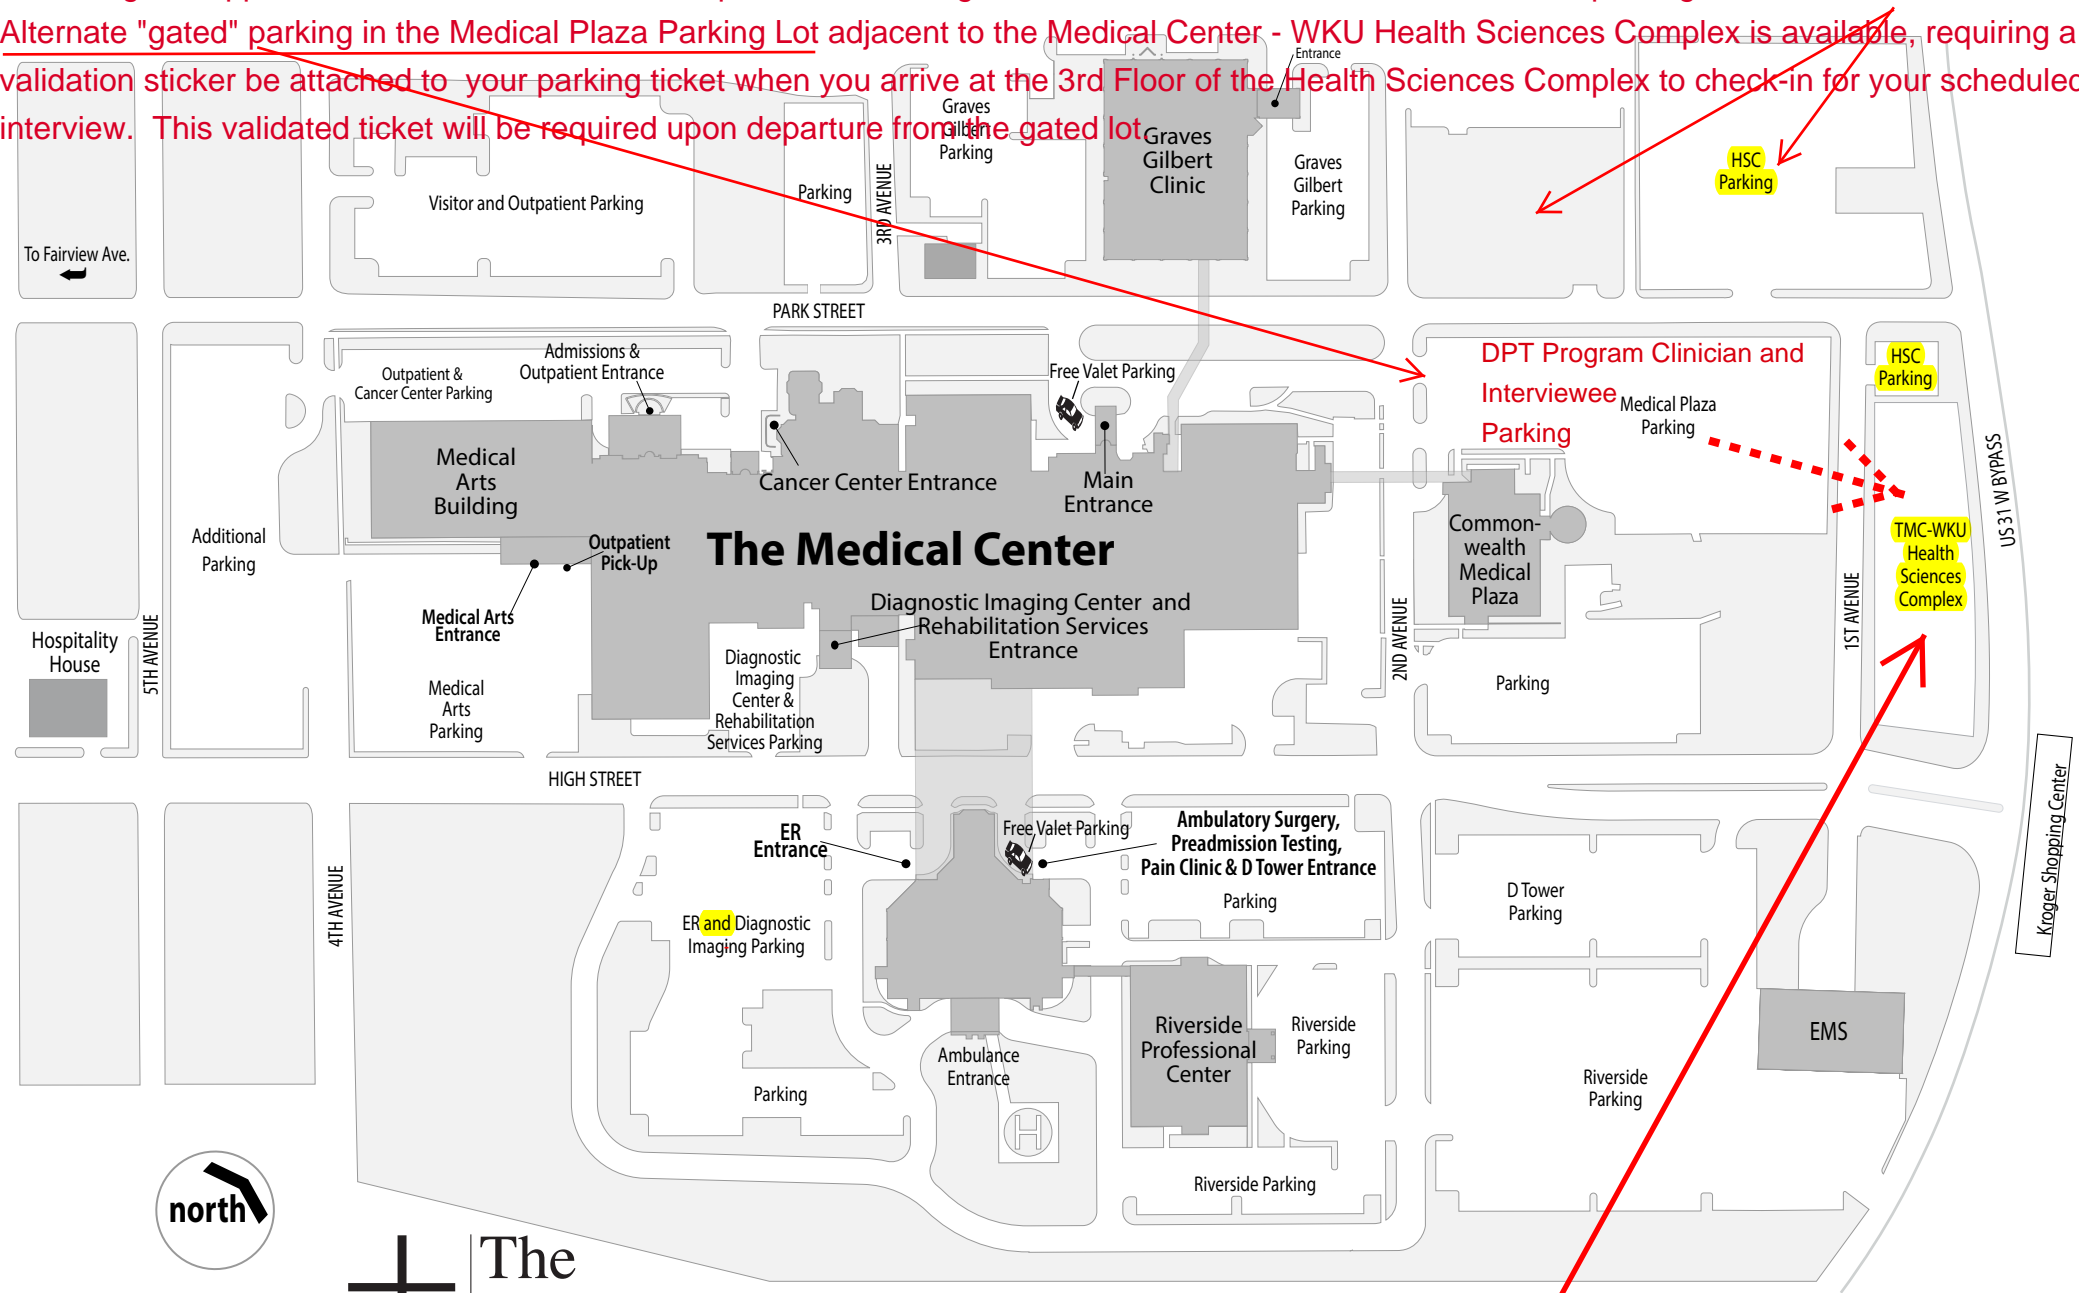 Alternate "gated" parking in the Medical Plaza Parking Lot adjacent to the Medical Center - WKU Health Sciences Complex is available, requiring a
validation sticker be attached to your parking ticket when you arrive at the 3rd Floor of the Health Sciences Complex to check-in for your scheduled
interview. This validated ticket will be required upon departure from the gated lot.
Entrance
Graves
Gilbert
Parking
Graves
Gilbert
Clinic
Graves
Gilbert
Parking
HSC
Parking
Visitor and Outpatient Parking
Parking
3RD AVENUE
To Fairview Ave.
PARK STREET
Admissions &
Outpatient Entrance
Outpatient &
Cancer Center Parking
Free Valet Parking
DPT Program Clinician and
Interviewee
Parking
Medical Plaza
Parking
HSC
Parking
US 31 W BYPASS
Medical
Arts
Building
Cancer Center Entrance
Main
Entrance
Additional
Parking
Outpatient
Pick-Up
The Medical Center
Common-
wealth
Medical
Plaza
TMC-WKU
Health
Sciences
Complex
Medical Arts
Entrance
Diagnostic Imaging Center and
Rehabilitation Services
Entrance
Hospitality
House
5TH AVENUE
Medical
Arts
Parking
Diagnostic
Imaging
Center &
Rehabilitation
Services Parking
2ND AVENUE
Parking
1ST AVENUE
HIGH STREET
Kroger Shopping Center
ER
Entrance
Free Valet Parking
Ambulatory Surgery,
Preadmission Testing,
Pain Clinic & D Tower Entrance
Parking
D Tower
Parking
4TH AVENUE
ER and Diagnostic
Imaging Parking
Riverside
Professional
Center
Riverside
Parking
EMS
Ambulance
Entrance
Parking
Riverside
Parking
H
Riverside Parking
north
The